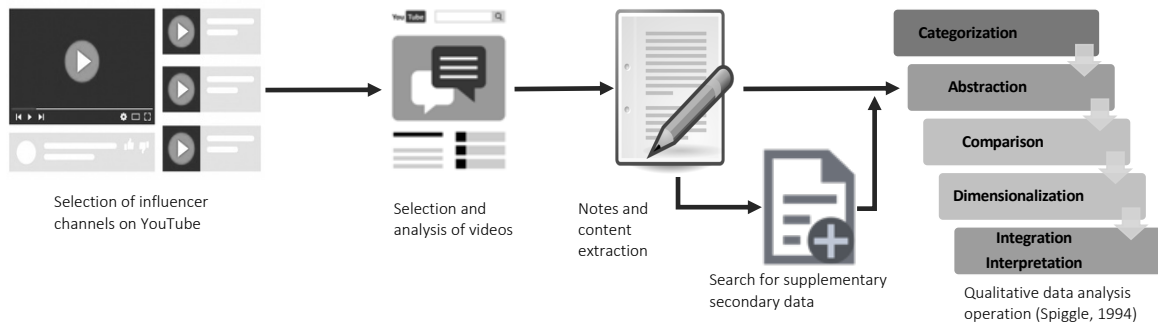 Selection of influencer
channels on YouTube
You Tube
Selection and
analysis of videos
Notes and
content
extraction
Search for supplementary
secondary data
Categorization
Abstraction
Comparison
Dimensionalization
Integration
Interpretation
Qualitative data analysis
operation (Spiggle, 1994)